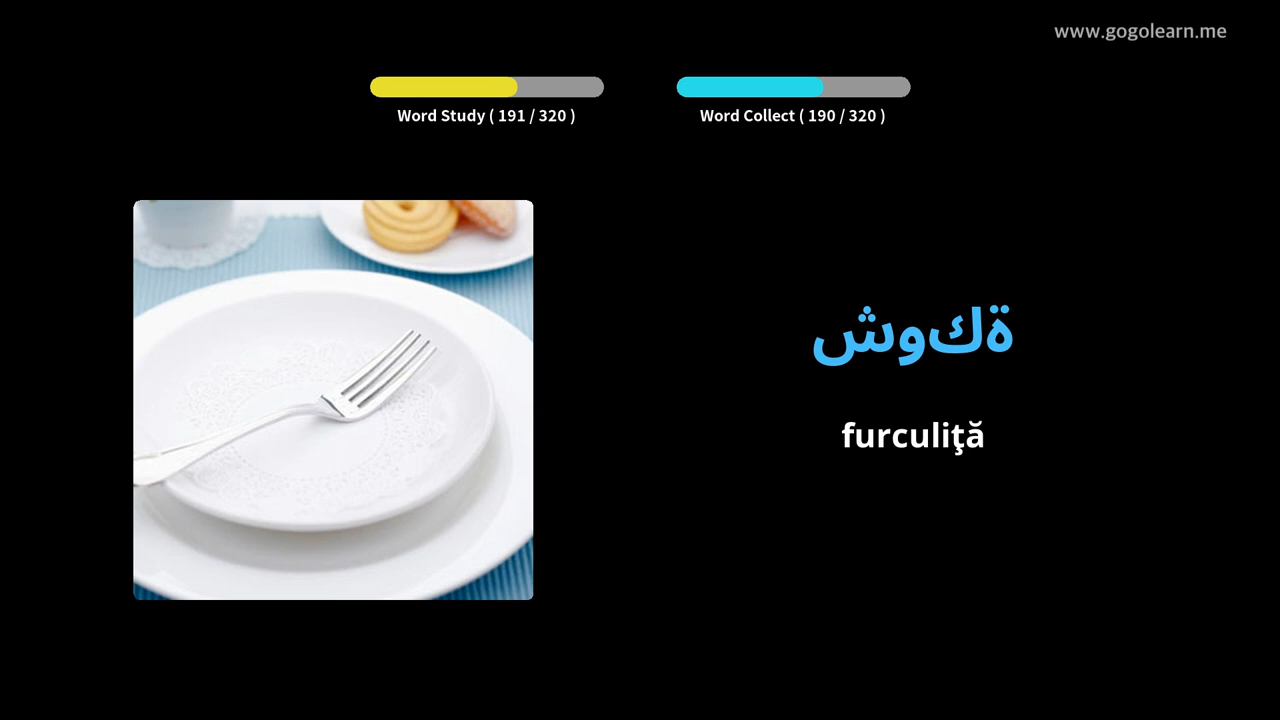 www.gogolearn.me
Word Study ( 191 / 320 )
Word Collect ( 190 / 320 )
ةكوش
furculiţă